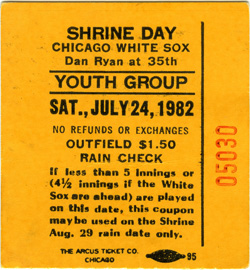 SHRINE DAY
CHICAGO WHITE SOX
Dan Ryan at 35th
YOUTH GROUP
SAT., JULY 24, 1982
NO REFUNDS OR EXCHANGES
OUTFIELD $1.50
RAIN CHECK
If less than 5 innings or
(4½ innings if the White
Sox are ahead) are played
on this date, this coupon
may be used on the Shrine
Aug. 29 rain date only.
THE ARCUS TICKET CO.
CHICAGO
95
05030